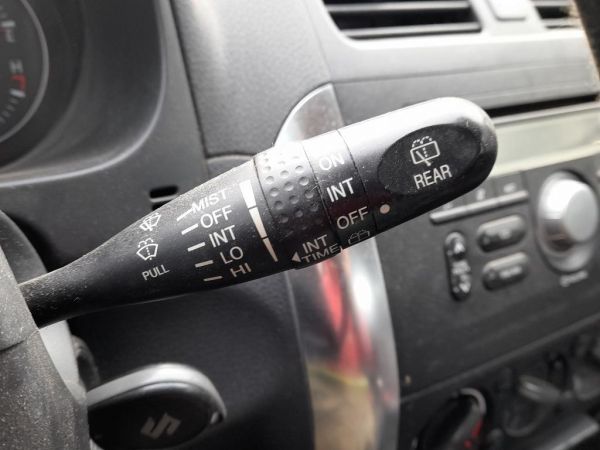 MIST
OFF
INT
LO
HI
PULL
INT
TIME
ON
INT
OFF
REAR